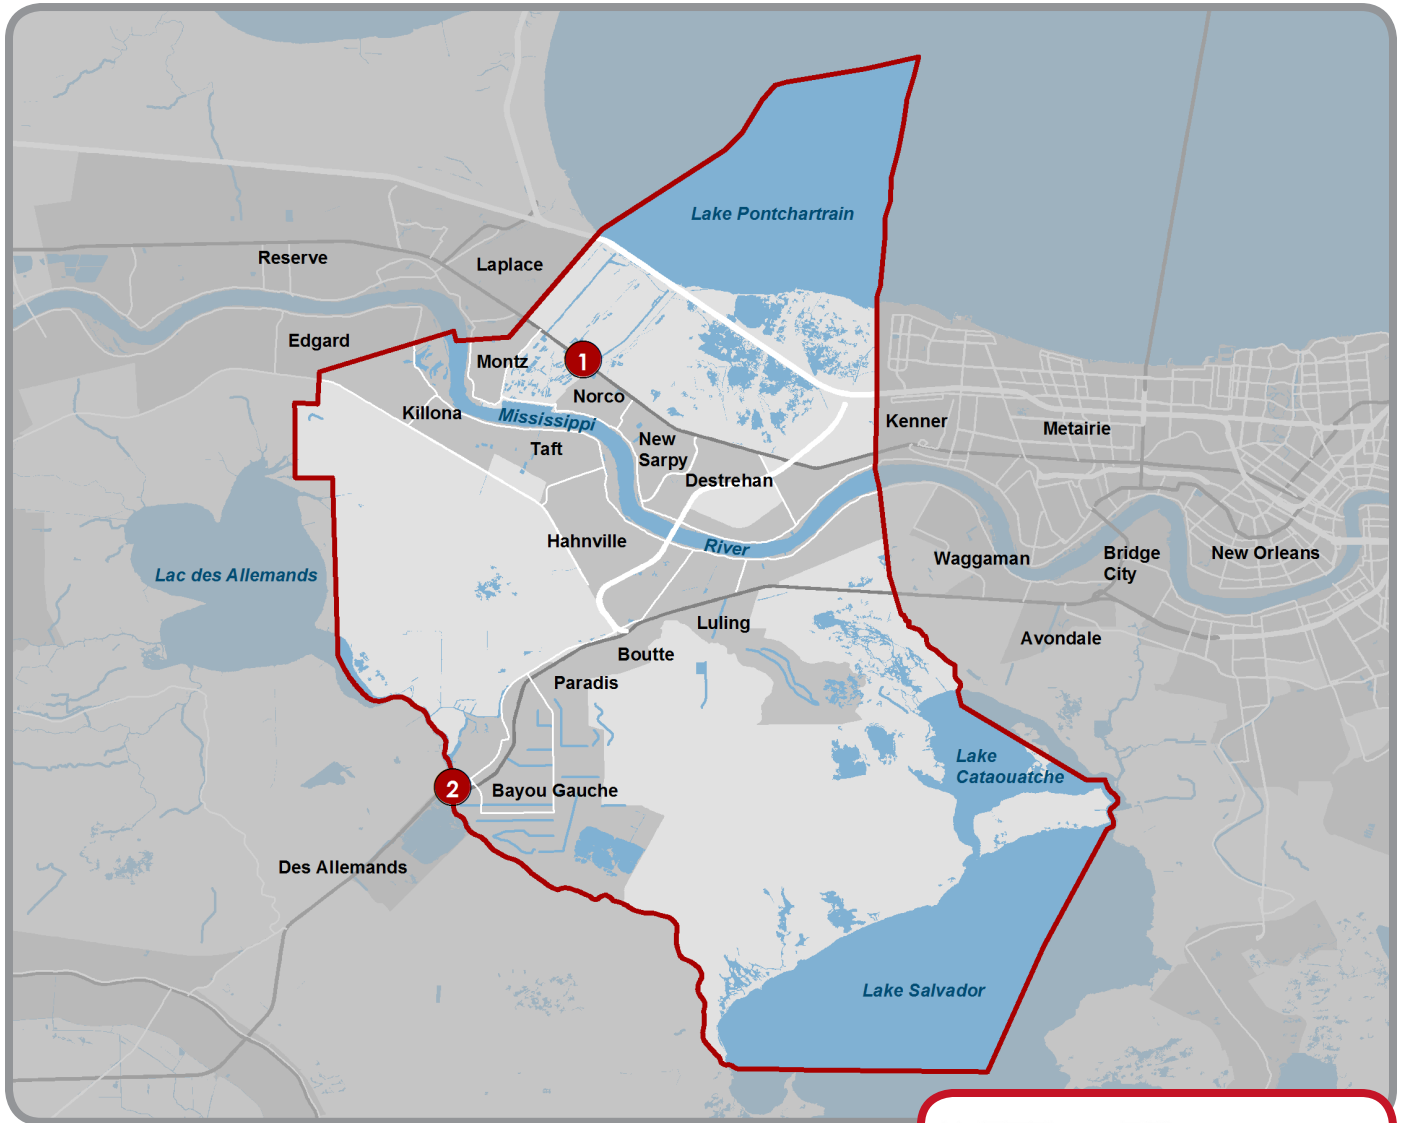 Lake Pontchartrain
Reserve
Laplace
Edgard
Montz
1
Norco
Killona
Mississippi
Kenner
Metairie
Taft
New
Sarpy
Destrehan
Hahnville
River
Waggaman
Bridge
City
New Orleans
Lac des Allemands
Luling
Avondale
Boutte
Paradis
Lake
Cataouatche
2
Bayou Gauche
Des Allemands
Lake Salvador